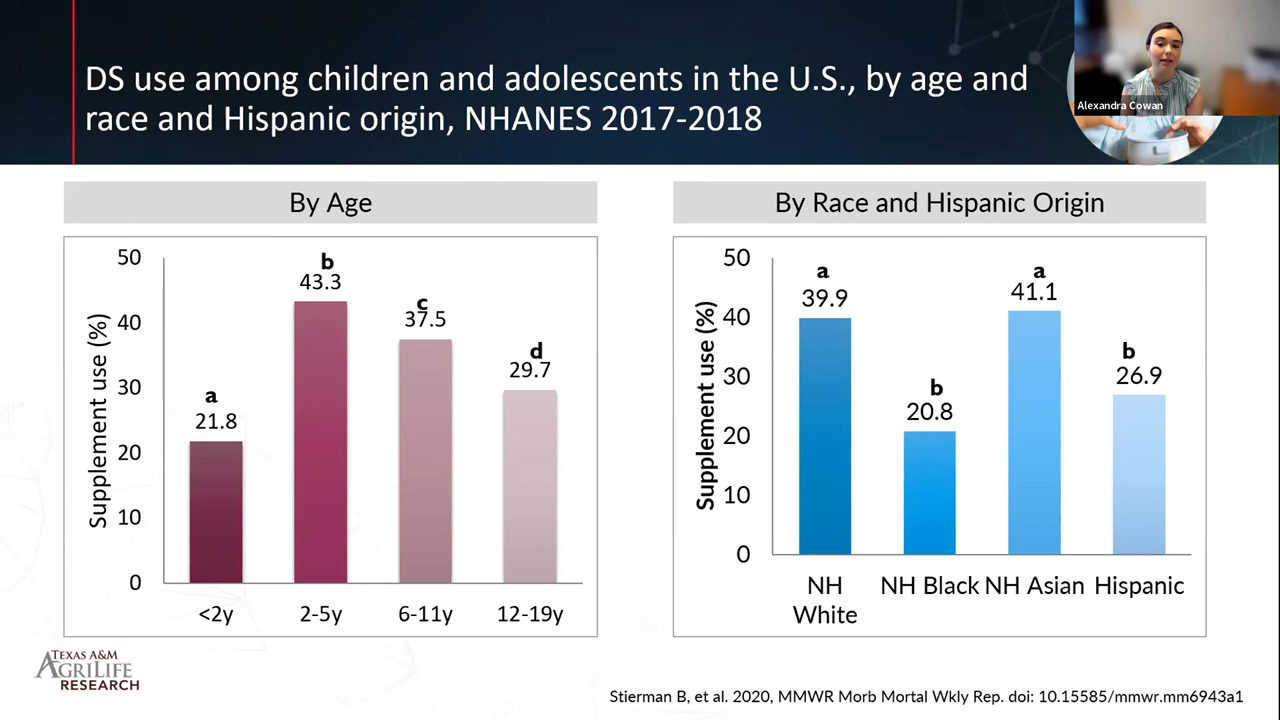 DS use among children and adolescents in the U.S., by age and
race and Hispanic origin, NHANES 2017-2018
Alexandra Cowan
By Age
Supplement use (%)
50
40
30
20
10
0
a
21.8
b
43.3
c
37.5
d
29.7
<2y
2-5y
6-11y
12-19y
By Race and Hispanic Origin
Supplement use (%)
50
40
30
20
10
0
a
39.9
b
20.8
a
41.1
b
26.9
NH
White
NH Black
NH Asian
Hispanic
TEXAS A&M
AGRILIFE
RESEARCH
Stierman B, et al. 2020, MMWR Morb Mortal Wkly Rep. doi: 10.15585/mmwr.mm6943a1